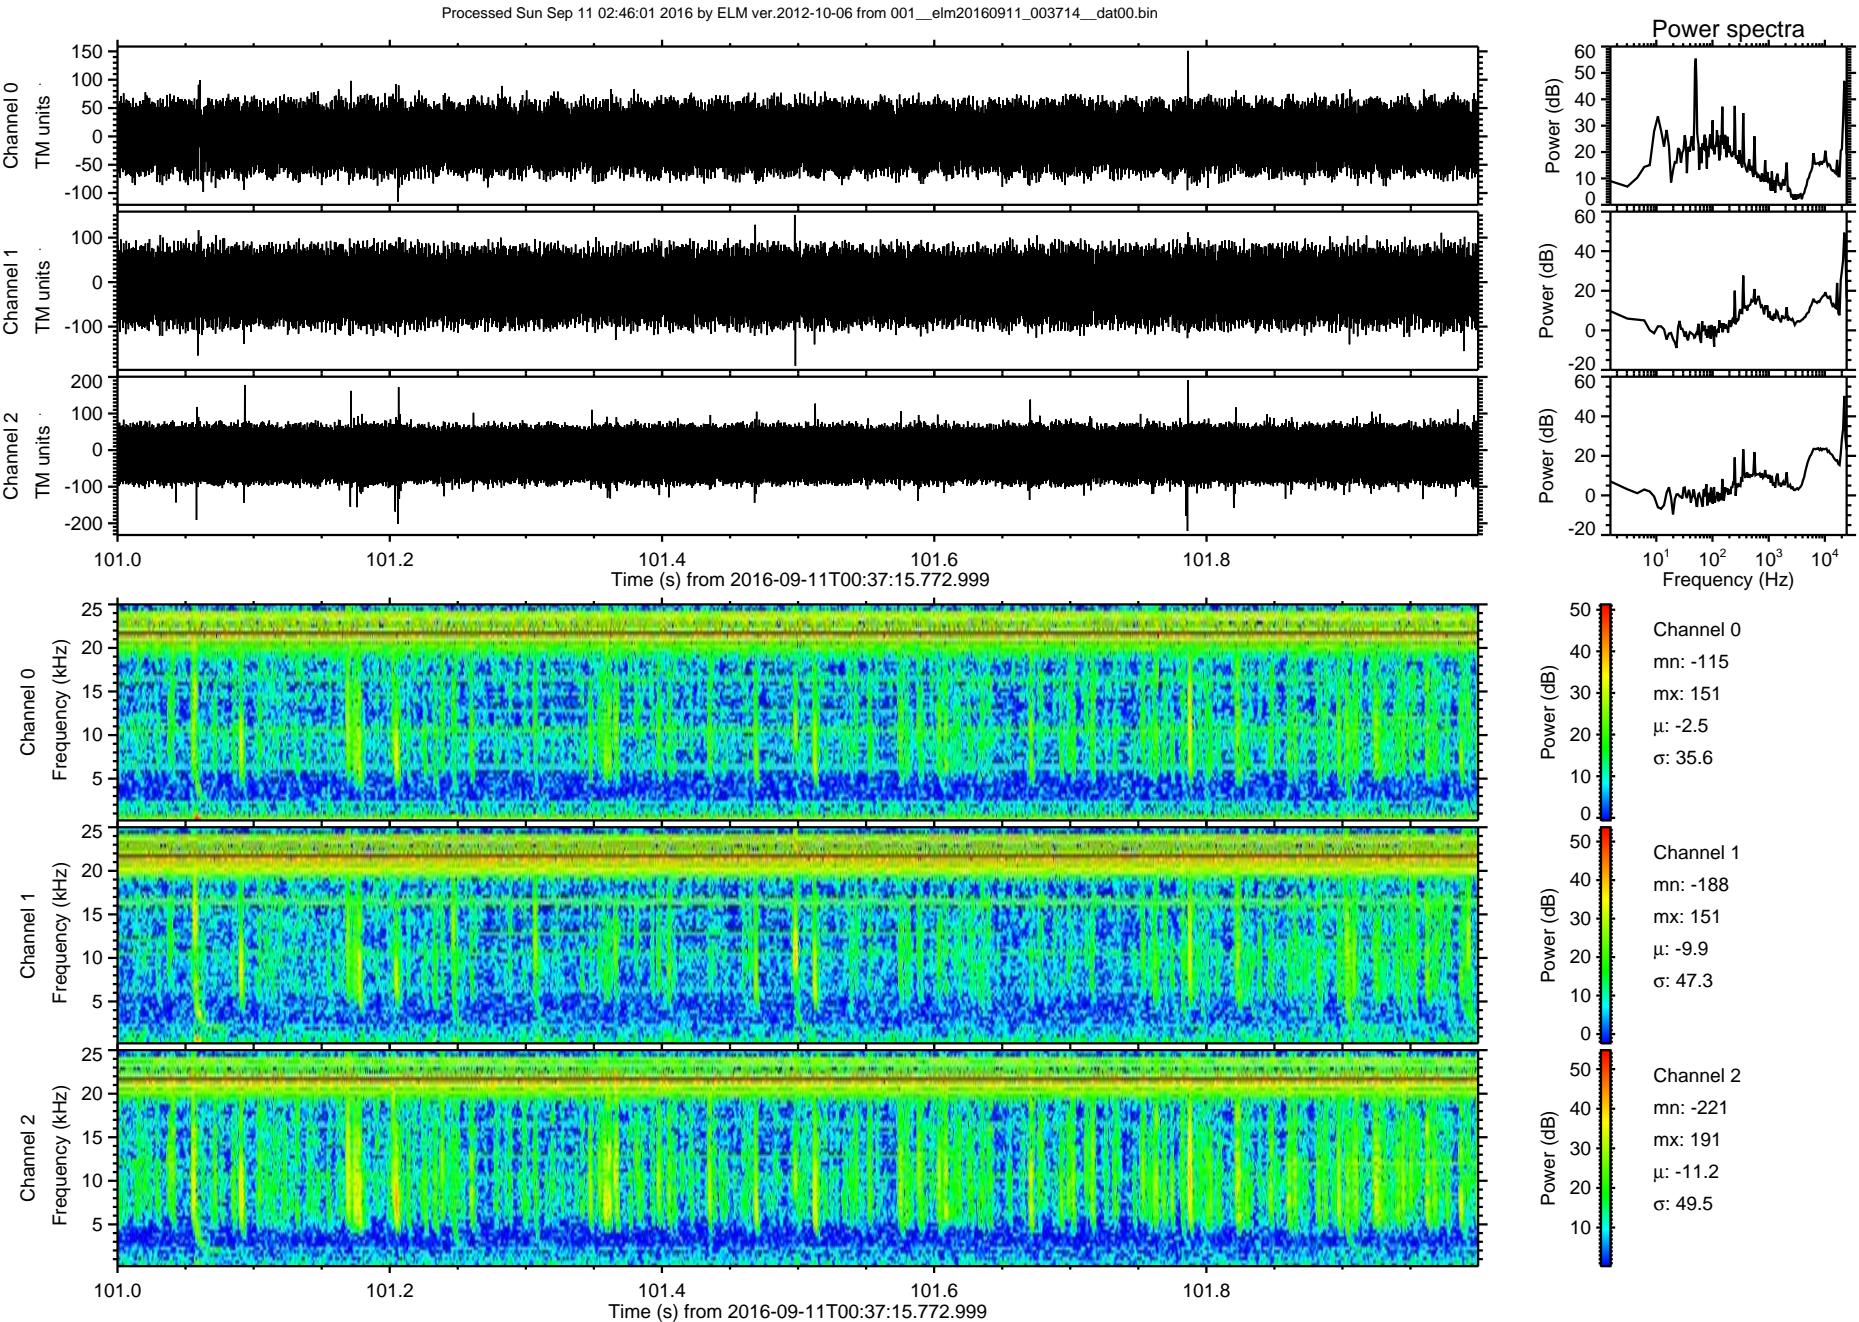 Processed Sun Sep 11 02:46:01 2016 by ELM ver.2012-10-06 from 001__elm20160911_003714__dat00.bin
Power spectra
Channel 0
TM units
150
100
50
0
-50
-100
Power (dB)
60
50
40
30
20
10
0
Channel 1
TM units
100
0
-100
Power (dB)
60
40
20
0
-20
Channel 2
TM units
200
100
0
-100
-200
Power (dB)
60
40
20
0
-20
101.0 101.2 101.4 101.6 101.8
Time (s) from 2016-09-11T00:37:15.772.999
10^1 10^2 10^3 10^4
Frequency (Hz)
Channel 0
Frequency (kHz)
25
20
15
10
5
Power (dB)
50
40
30
20
10
0
Channel 0
mn: -115
mx: 151
μ: -2.5
σ: 35.6
Channel 1
Frequency (kHz)
25
20
15
10
5
Power (dB)
50
40
30
20
10
0
Channel 1
mn: -188
mx: 151
μ: -9.9
σ: 47.3
Channel 2
Frequency (kHz)
25
20
15
10
5
Power (dB)
50
40
30
20
10
Channel 2
mn: -221
mx: 191
μ: -11.2
σ: 49.5
101.0 101.2 101.4 101.6 101.8
Time (s) from 2016-09-11T00:37:15.772.999